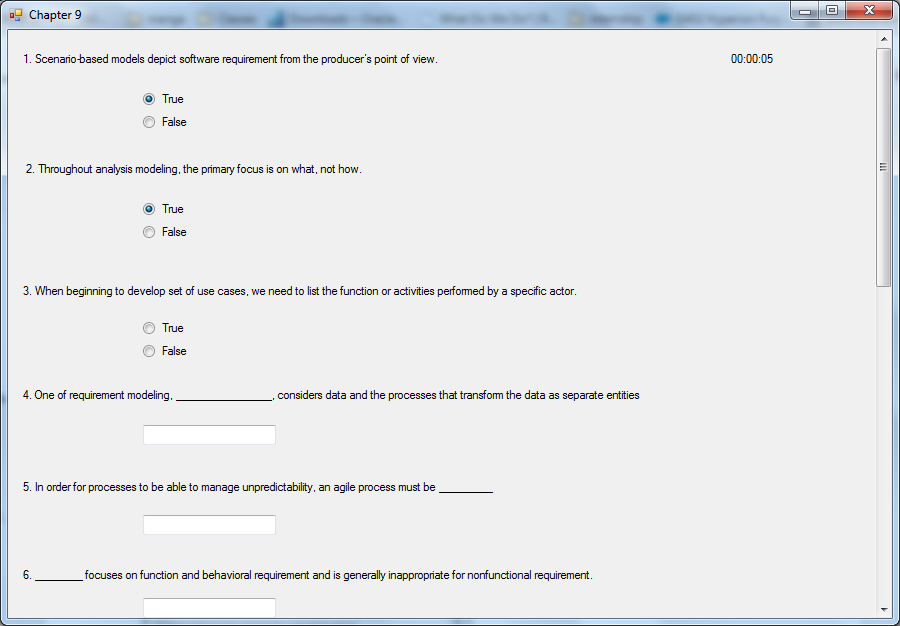 Chapter 9
1. Scenario-based models depict software requirement from the producer's point of view.
00:00:05
True
False
2. Throughout analysis modeling, the primary focus is on what, not how.
True
False
3. When beginning to develop set of use cases, we need to list the function or activities performed by a specific actor.
True
False
4. One of requirement modeling, ________________, considers data and the processes that transform the data as separate entities
5. In order for processes to be able to manage unpredictability, an agile process must be _________
6. ________ focuses on function and behavioral requirement and is generally inappropriate for nonfunctional requirement.